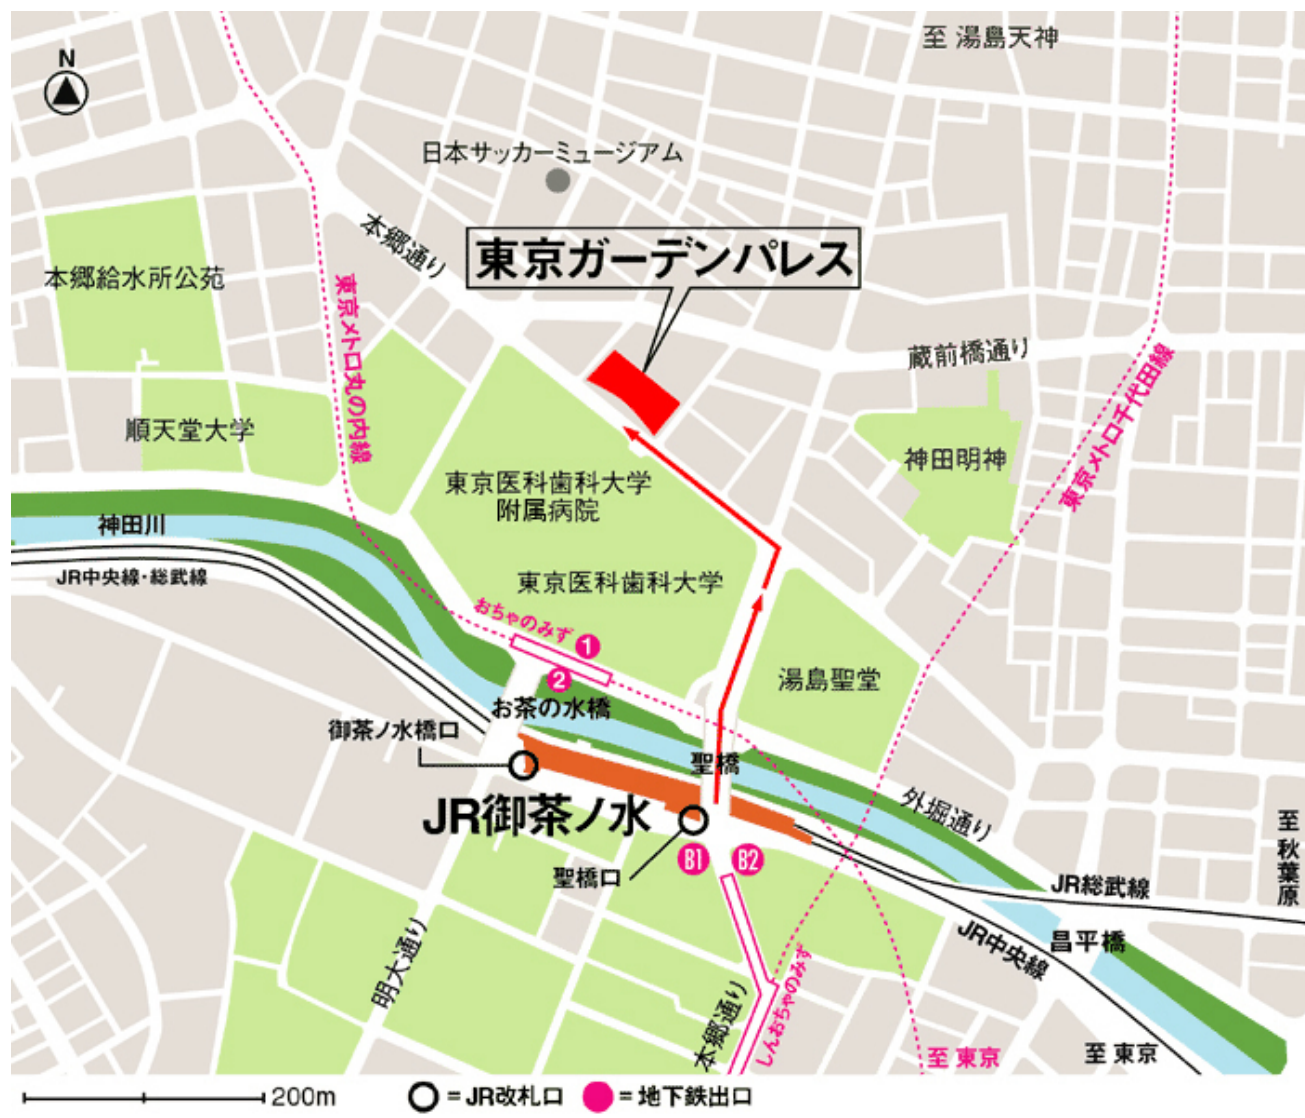 至 湯島天神
N
日本サッカーミュージアム
本郷通り
東京ガーデンパレス
本郷給水所公苑
東京メトロ丸の内線
蔵前橋通り
東京メトロ千代田線
順天堂大学
神田明神
東京医科歯科大学
附属病院
神田川
JR中央線・総武線
東京医科歯科大学
おちゃのみず
1
2
湯島聖堂
お茶の水橋
御茶ノ水橋口
聖橋
JR御茶ノ水
外堀通り
至 秋葉原
B1
B2
聖橋口
JR総武線
明大通り
JR中央線
昌平橋
本郷通り
しんおちゃのみず
至 東京
至 東京
200m
=JR改札口
=地下鉄出口